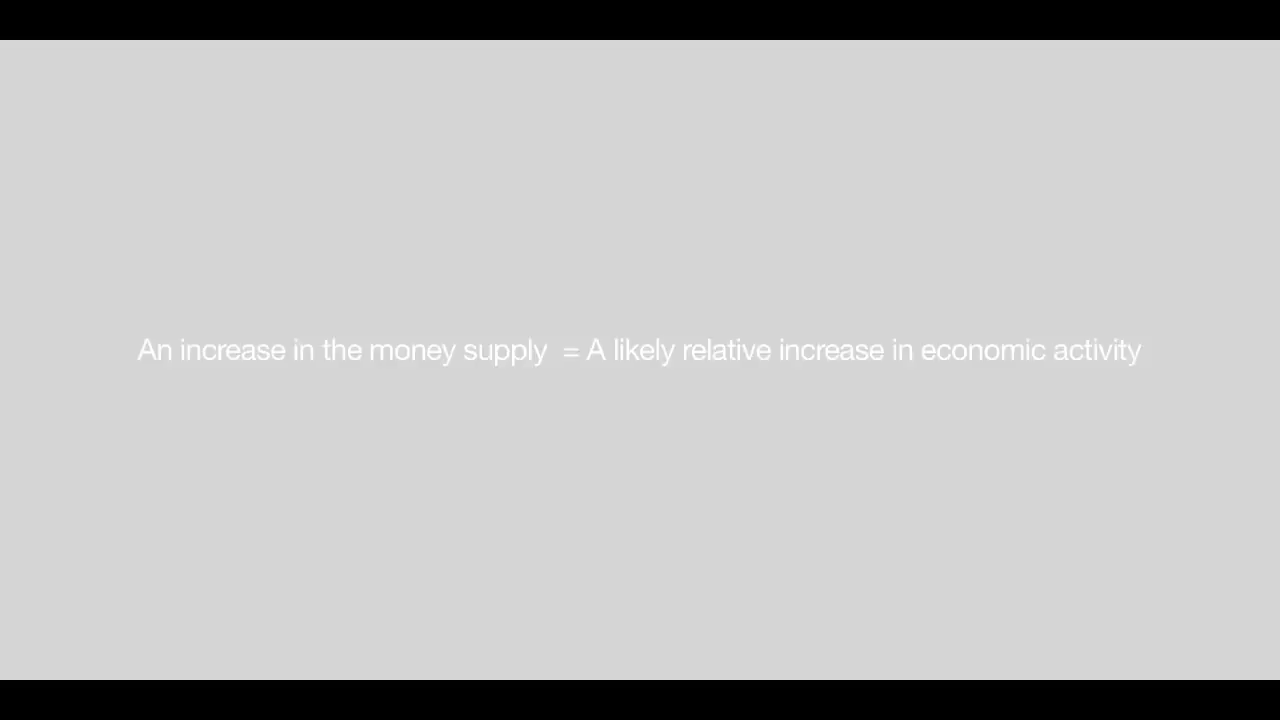 An increase in the money supply = A likely relative increase in economic activity